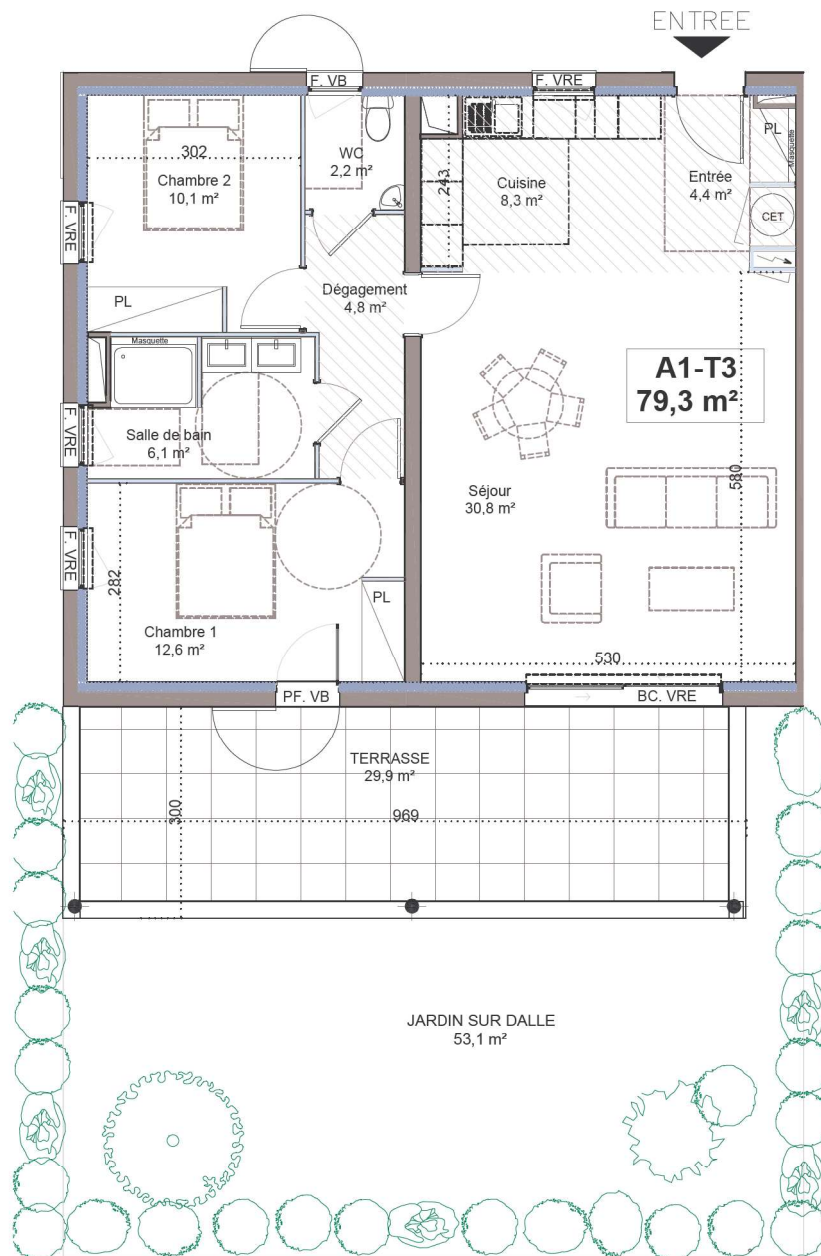 ENTREE
F. VB
F. VRE
302
Chambre 2
10,1 m²
WC
2,2 m²
243
Cuisine
8,3 m²
Entrée
4,4 m²
PL
Masquette
CET
F. VRE
PL
Dégagement
4,8 m²
Masquette
A1-T3
79,3 m²
F. VRE
Salle de bain
6,1 m²
Séjour
30,8 m²
580
F. VRE
282
PL
Chambre 1
12,6 m²
530
PF. VB
BC. VRE
TERRASSE
29,9 m²
300
969
JARDIN SUR DALLE
53,1 m²